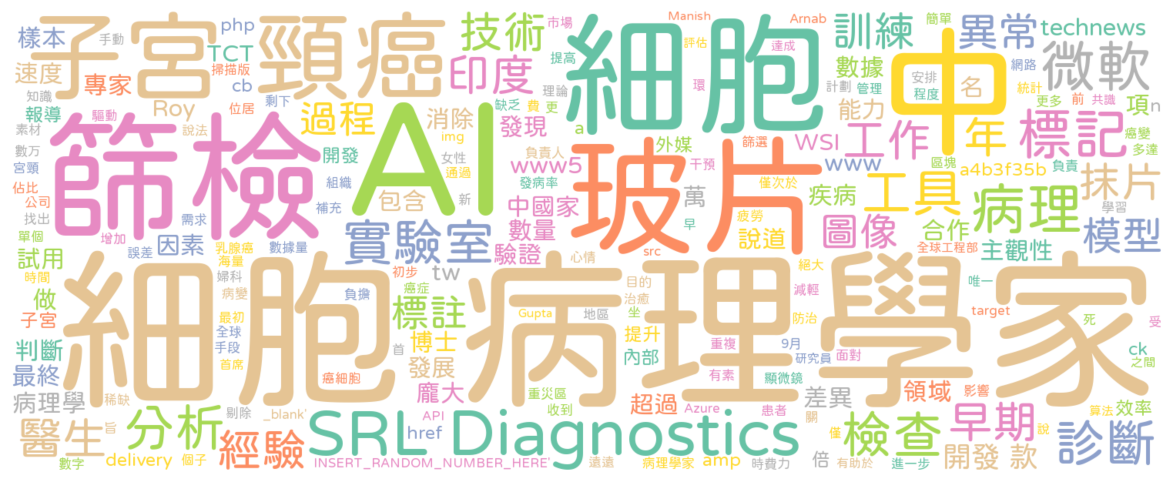 子宮頸癌
細胞
中
篩檢
AI
玻片
細胞病理學家
SRL Diagnostics
樣本
手動
php
TCT
掃描版
cb
速度
專家
知識
報導
驅動
Roy
位居
剩下
素材
說法
數万
宮頸
佔比
公司
找出
女性
通過
img
開發
組織
補充
發病率
單個
需求
增加
因素
試用
誤差
數據量
乳腺癌
海量
時間
婦科
病變
負擔
做
子宮
最初
全球
手段
首席
癌症
判斷
最終
病理學
稀缺
癌細胞
剔除
_blank'
醫生
旨
分析
數字
delivery
個子
經驗
href
INSERT_RANDOM_NUMBER_HERE'
技術
市場
Manish
Arnab
評估
達成
提高
印度
過程
消除
發現
缺乏
費
更
理論
環
a
外媒
篩選
負責人
www5
干預
新
中國家
萬
早
數量
驗證
實驗室
包含
src
tw
初步
心情
標註
博士
發展
Gupta
地區
首
龐大
API
收到
重災區
目的
治癒
坐
提升
內部
重複
減輕
防治
9月
研究員
有素
顯微鏡
超過
Azure
患者
差異
關
遠遠
病理學家
amp
時費力
倍
訓練
簡單
異常
technews
數據
安排
網路
計劃
管理
程度
統計
微軟
能力
名
更多
前
共識
項
n
WSI
工作
年
標記
癌變
www
區塊
負責
多達
僅次於
疾病
a4b3f35b
工具
病理
抹片
學習
疲勞
說道
圖像
合作
全球工程部
主觀性
模型
絕大
唯一
target
死
受
面對
ck
之間
領域
影響
早期
效率
算法
僅
檢查
說
診斷
有助於
進一步
開發
款